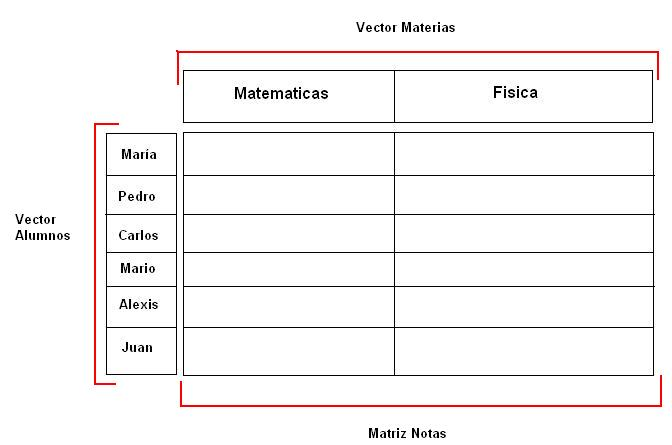 Vector Materias
Matematicas
Fisica
María
Pedro
Vector
Alumnos
Carlos
Mario
Alexis
Juan
Matriz Notas